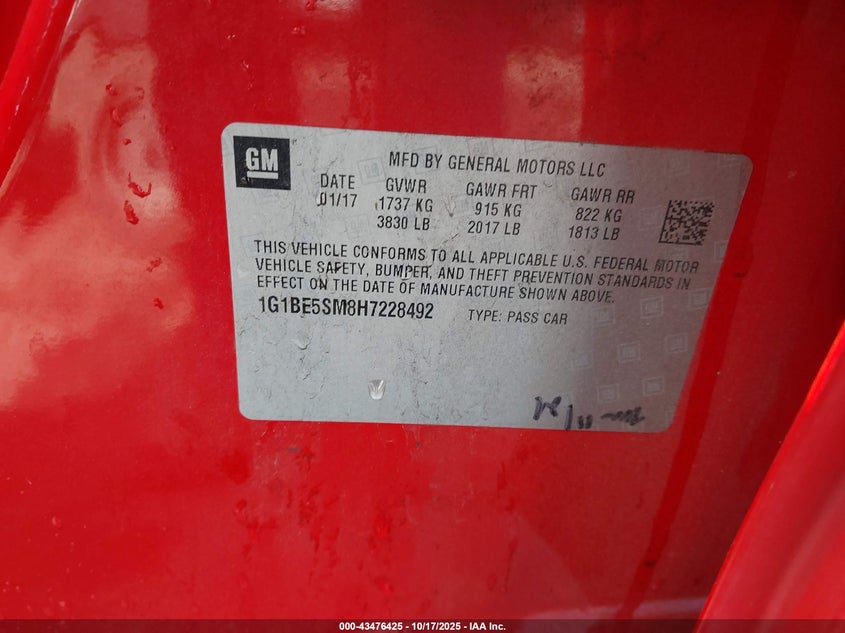 GM
MFD BY GENERAL MOTORS LLC
DATE GVWR GAWR FRT GAWR RR
01/17 1737 KG 915 KG 822 KG
3830 LB 2017 LB 1813 LB
THIS VEHICLE CONFORMS TO ALL APPLICABLE U.S. FEDERAL MOTOR
VEHICLE SAFETY, BUMPER, AND THEFT PREVENTION STANDARDS IN
EFFECT ON THE DATE OF MANUFACTURE SHOWN ABOVE.
1G1BE5SM8H7228492 TYPE: PASS CAR
000-43476425 - 10/17/2025 - IAA Inc.